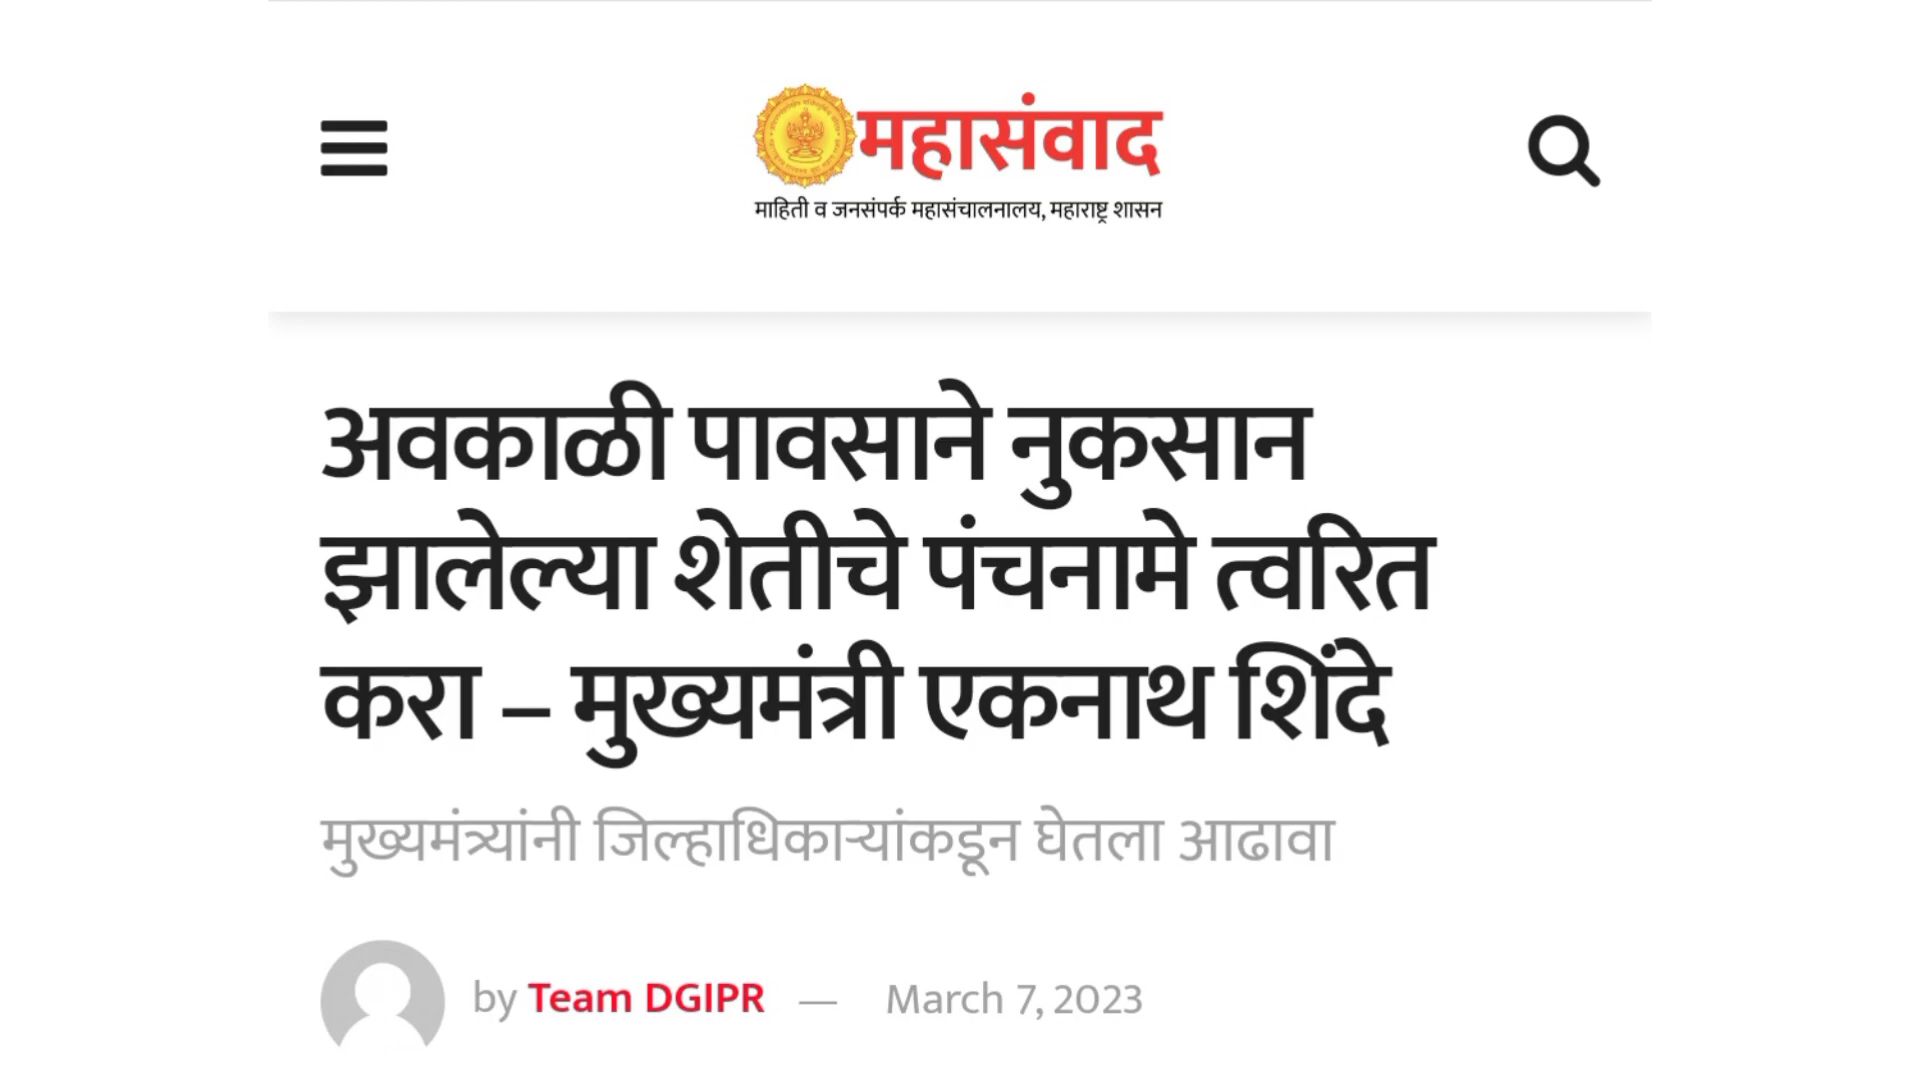 महासंवाद
माहिती व जनसंपर्क महासंचालनालय, महाराष्ट्र शासन
अवकाळी पावसाने नुकसान
झालेल्या शेतीचे पंचनामे त्वरित
करा – मुख्यमंत्री एकनाथ शिंदे
मुख्यमंत्र्यांनी जिल्हाधिकाऱ्यांकडून घेतला आढावा
by Team DGIPR — March 7, 2023